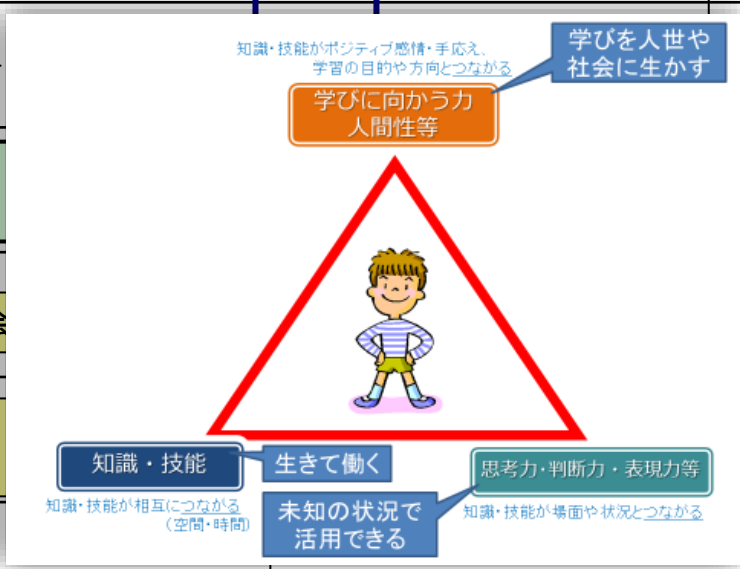 知識・技能がポジティブ感情・手応え、
学習の目的や方向とつながる
学びを人世や
社会に生かす
学びに向かう力
人間性等
知識・技能
生きて働く
思考力・判断力・表現力等
知識・技能が相互につながる
(空間・時間)
未知の状況で
活用できる
知識・技能が場面や状況とつながる